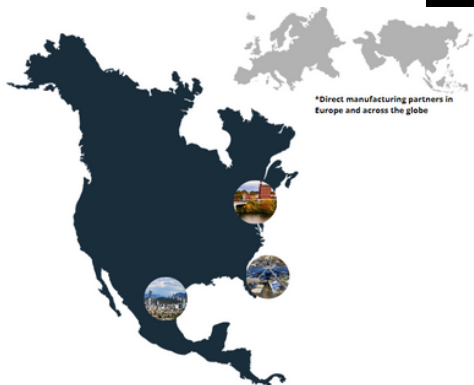 *Direct manufacturing partners in
Europe and across the globe